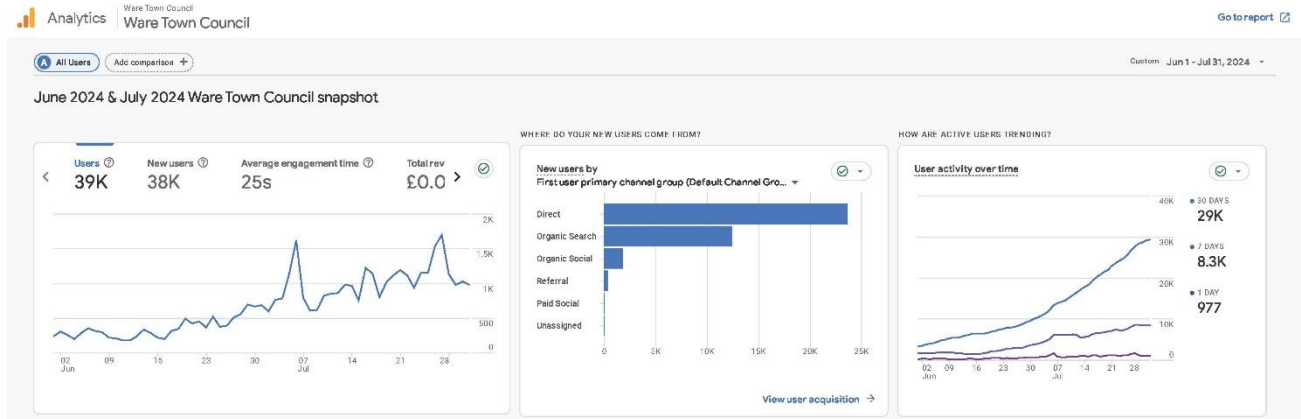 Analytics
Ware Town Council
Ware Town Council
Go to report
A All Users
Add comparison +
Custom Jun 1 - Jul 31, 2024
June 2024 & July 2024 Ware Town Council snapshot
Users
39K
New users
38K
Average engagement time
25s
Total rev
£0.0
2K
1.5K
1K
500
0
02
Jun
09
16
23
30
07
Jul
14
21
28
WHERE DO YOUR NEW USERS COME FROM?
New users by
First user primary channel group (Default Channel Gro...
Direct
Organic Search
Organic Social
Referral
Paid Social
Unassigned
0 5K 10K 15K 20K 25K
View user acquisition
HOW ARE ACTIVE USERS TRENDING?
User activity over time
40K
30K
20K
10K
0
02
Jun
09
16
23
30
07
Jul
14
21
28
30 DAYS
29K
7 DAYS
8.3K
1 DAY
977